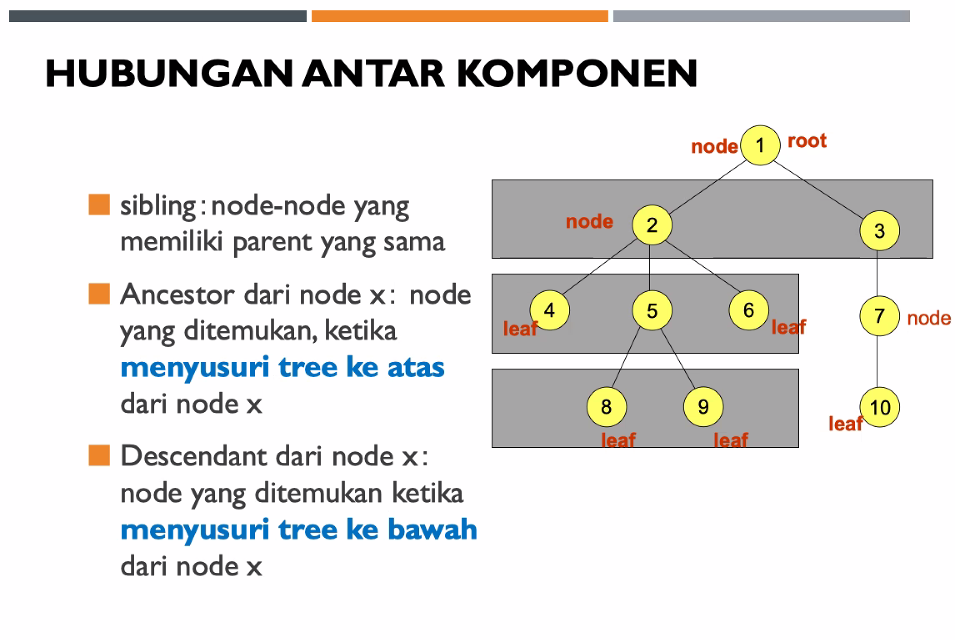 HUBUNGAN ANTAR KOMPONEN
sibling : node-node yang
memiliki parent yang sama
Ancestor dari node x : node
yang ditemukan, ketika
menyusuri tree ke atas
dari node x
Descendant dari node x :
node yang ditemukan ketika
menyusuri tree ke bawah
dari node x
node 1 root
node 2 3
leaf 4 5 6 leaf 7 node
8 9 leaf 10
leaf leaf